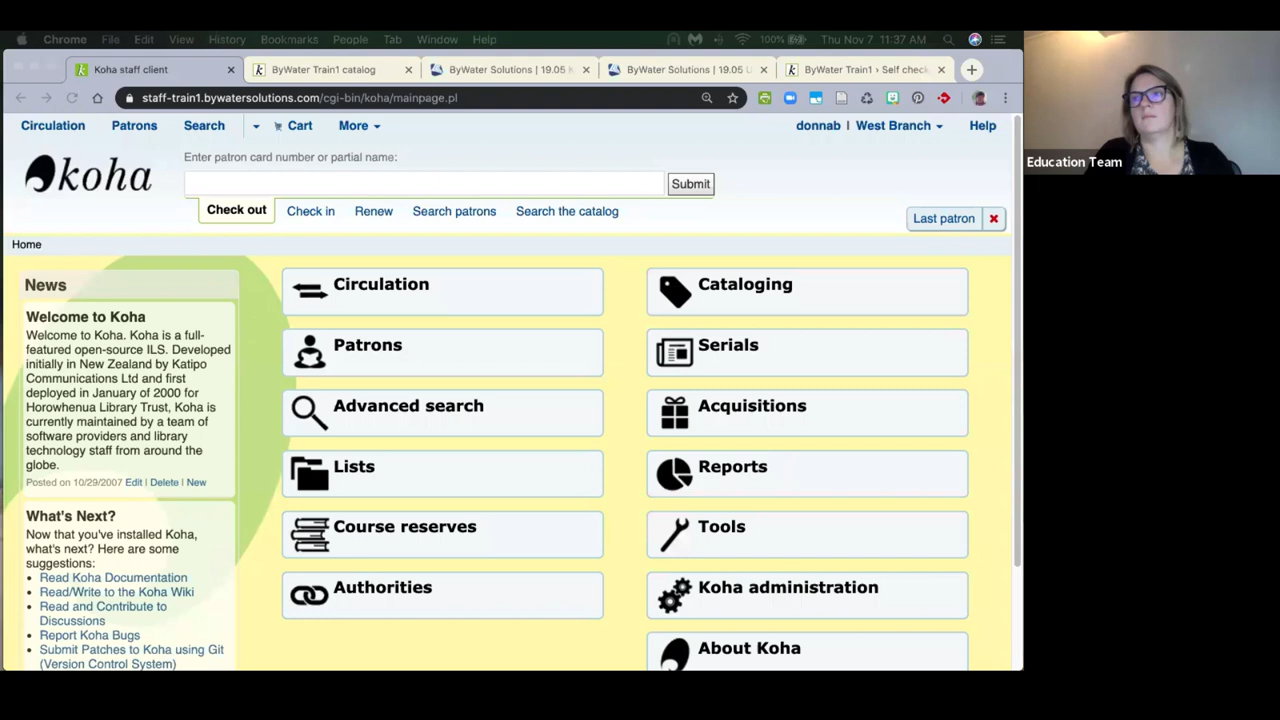 Chrome File Edit View History Bookmarks People Tab Window Help 100% Thu Nov 7 11:37 AM
Koha staff client ByWater Train1 catalog ByWater Solutions | 19.05 ByWater Solutions | 19.05 ByWater Train1 › Self check
staff-train1.bywatersolutions.com/cgi-bin/koha/mainpage.pl
Circulation Patrons Search Cart More donnab | West Branch Help
koha
Enter patron card number or partial name:
Submit
Check out Check in Renew Search patrons Search the catalog
Last patron
Home
News
Welcome to Koha
Welcome to Koha. Koha is a full-
featured open-source ILS. Developed
initially in New Zealand by Katipo
Communications Ltd and first
deployed in January of 2000 for
Horowhenua Library Trust, Koha is
currently maintained by a team of
software providers and library
technology staff from around the
globe.
Posted on 10/29/2007 Edit | Delete | New
What's Next?
Now that you've installed Koha,
what's next? Here are some
suggestions:
Read Koha Documentation
Read/Write to the Koha Wiki
Read and Contribute to
Discussions
Report Koha Bugs
Submit Patches to Koha using Git
(Version Control System)
Circulation
Patrons
Advanced search
Lists
Course reserves
Authorities
Cataloging
Serials
Acquisitions
Reports
Tools
Koha administration
About Koha
Education Team